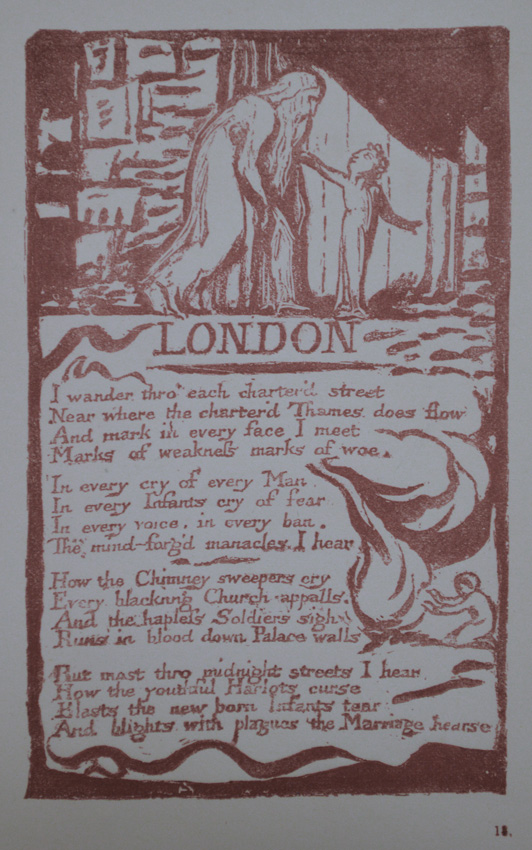 LONDON
I wander thro' each charter'd street
Near where the charter'd Thames does flow
And mark in every face I meet
Marks of weakness marks of woe.
In every cry of every Man
In every Infants cry of fear
In every voice, in every ban.
The mind-forg'd manacles I hear
How the Chimney sweepers cry
Every blackning Church appalls.
And the hapless Soldiers sigh
Runs in blood down Palace walls
But most thro midnight streets I hear
How the youthful Harlots curse
Blasts the new born Infants tear
And blights with plagues the Marriage hearse